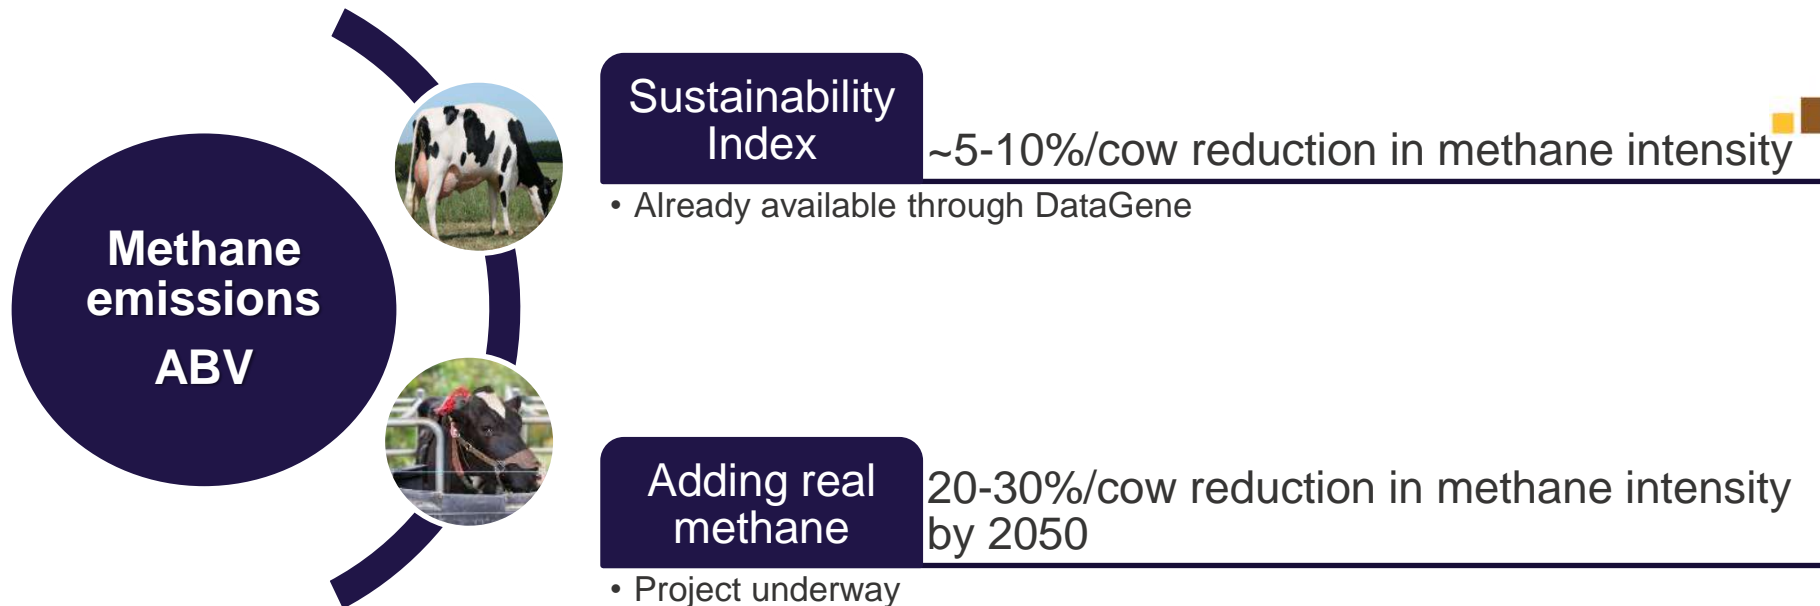 Methane
emissions
ABV
Sustainability
Index
~5-10%/cow reduction in methane intensity
• Already available through DataGene
Adding real
methane
20-30%/cow reduction in methane intensity
by 2050
• Project underway